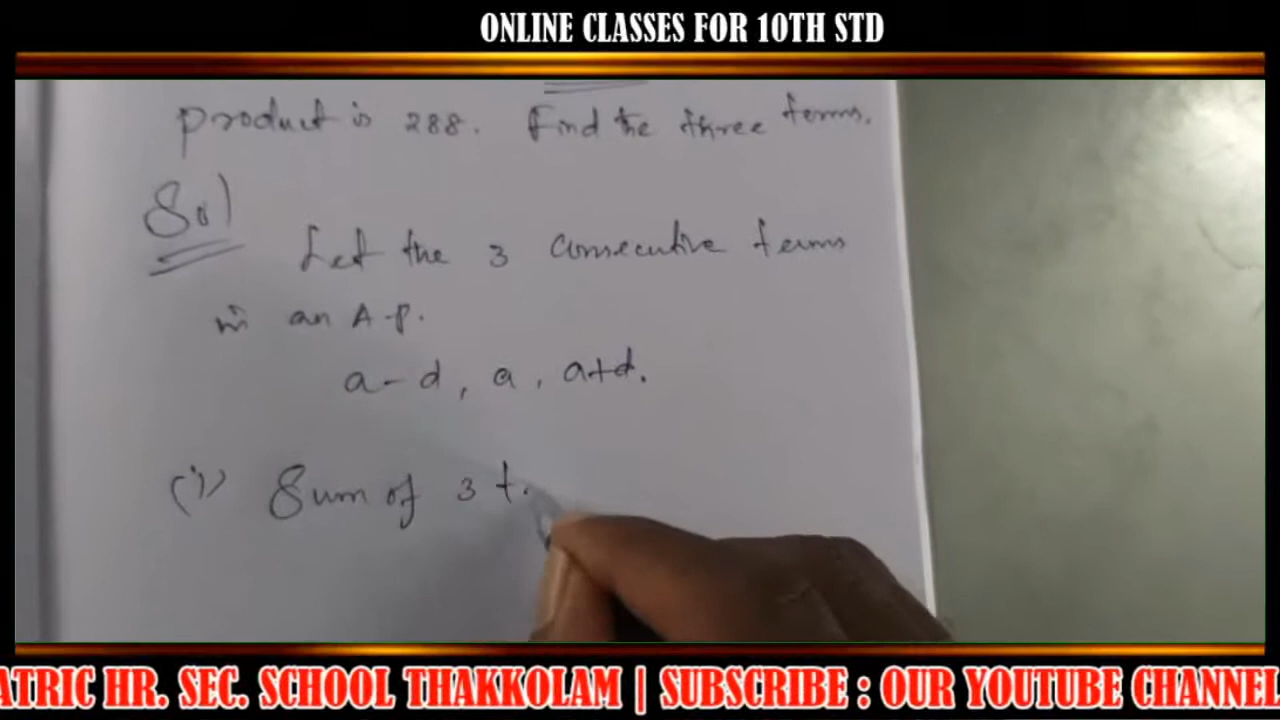 ONLINE CLASSES FOR 10TH STD
product is 288. Find the three terms.
Sol
Let the 3 consecutive terms
in an A.P.
a-d, a, a+d.
(i) Sum of 3 t
ATRIC HR. SEC. SCHOOL THAKKOLAM | SUBSCRIBE : OUR YOUTUBE CHANNEL